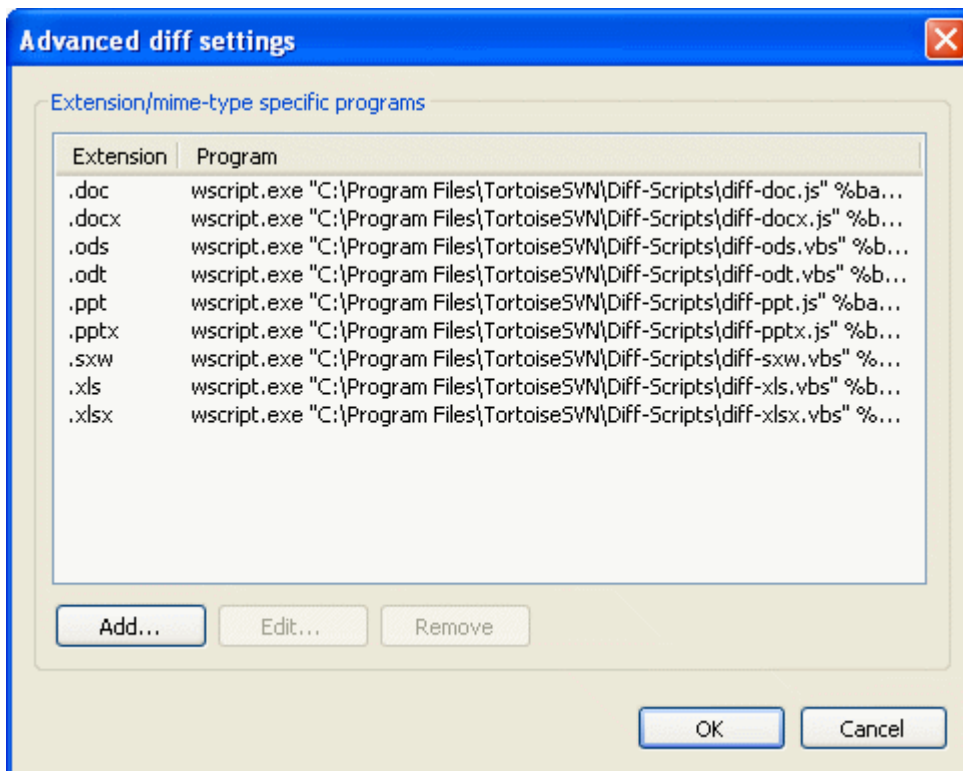 Advanced diff settings
Extension/mime-type specific programs
Extension Program
.doc wscript.exe "C:\Program Files\TortoiseSVN\Diff-Scripts\diff-doc.js" %ba...
.docx wscript.exe "C:\Program Files\TortoiseSVN\Diff-Scripts\diff-docx.js" %b...
.ods wscript.exe "C:\Program Files\TortoiseSVN\Diff-Scripts\diff-ods.vbs" %b...
.odt wscript.exe "C:\Program Files\TortoiseSVN\Diff-Scripts\diff-odt.vbs" %b...
.ppt wscript.exe "C:\Program Files\TortoiseSVN\Diff-Scripts\diff-ppt.js" %ba...
.pptx wscript.exe "C:\Program Files\TortoiseSVN\Diff-Scripts\diff-pptx.js" %b...
.sxw wscript.exe "C:\Program Files\TortoiseSVN\Diff-Scripts\diff-sxw.vbs" %...
.xls wscript.exe "C:\Program Files\TortoiseSVN\Diff-Scripts\diff-xls.vbs" %b...
.xlsx wscript.exe "C:\Program Files\TortoiseSVN\Diff-Scripts\diff-xlsx.vbs" %...
Add... Edit... Remove
OK Cancel